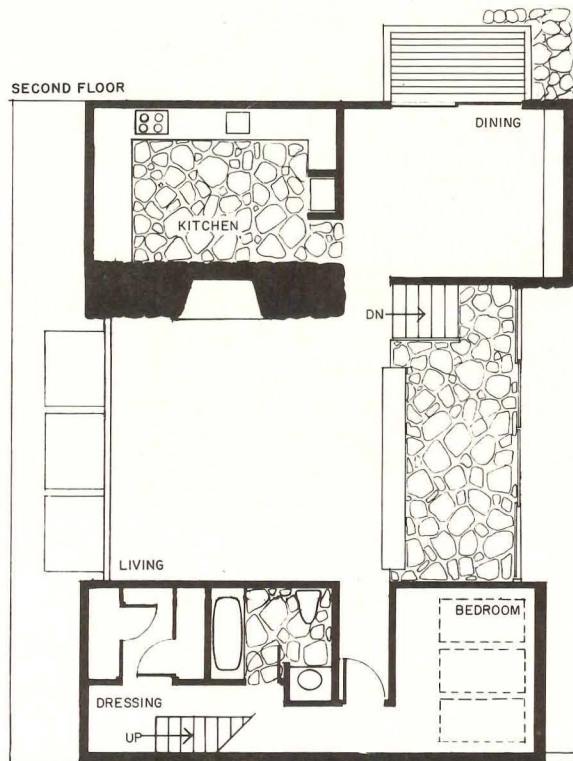 SECOND FLOOR
DINING
KITCHEN
DN
LIVING
BEDROOM
DRESSING
UP